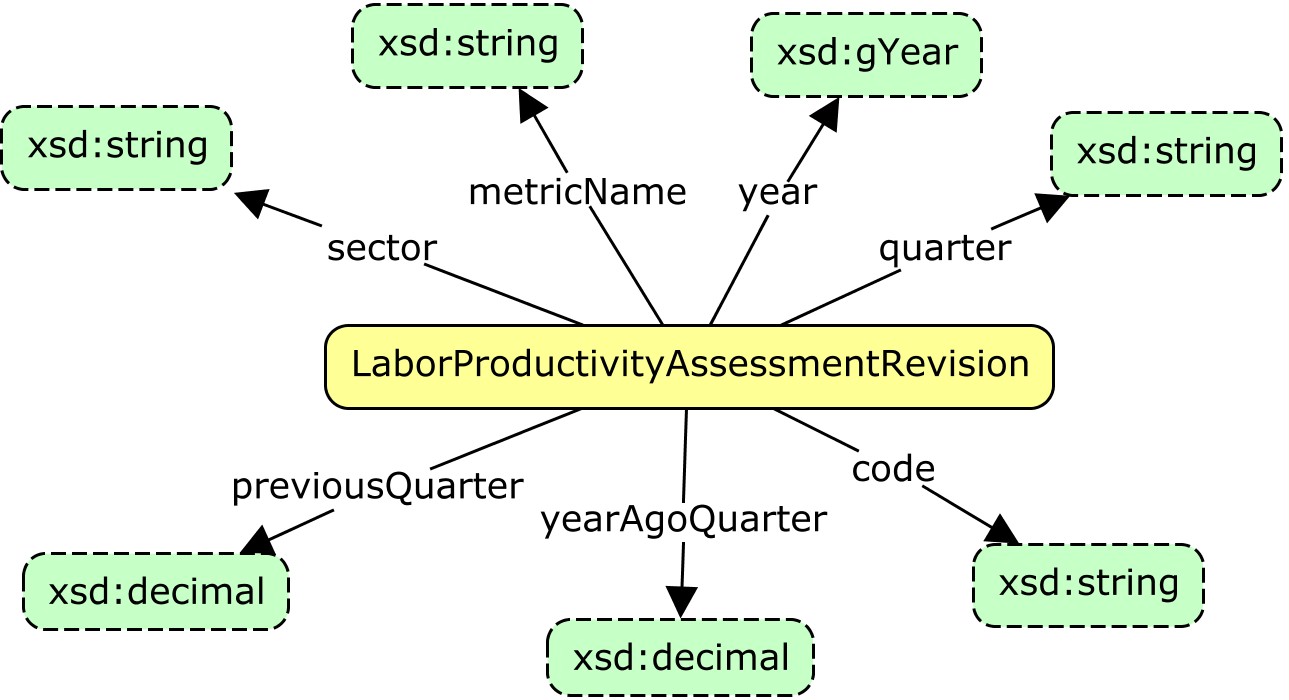 xsd:string
xsd:gYear
xsd:string
xsd:string
metricName
year
sector
quarter
LaborProductivityAssessmentRevision
code
previousQuarter
yearAgoQuarter
xsd:string
xsd:decimal
xsd:decimal